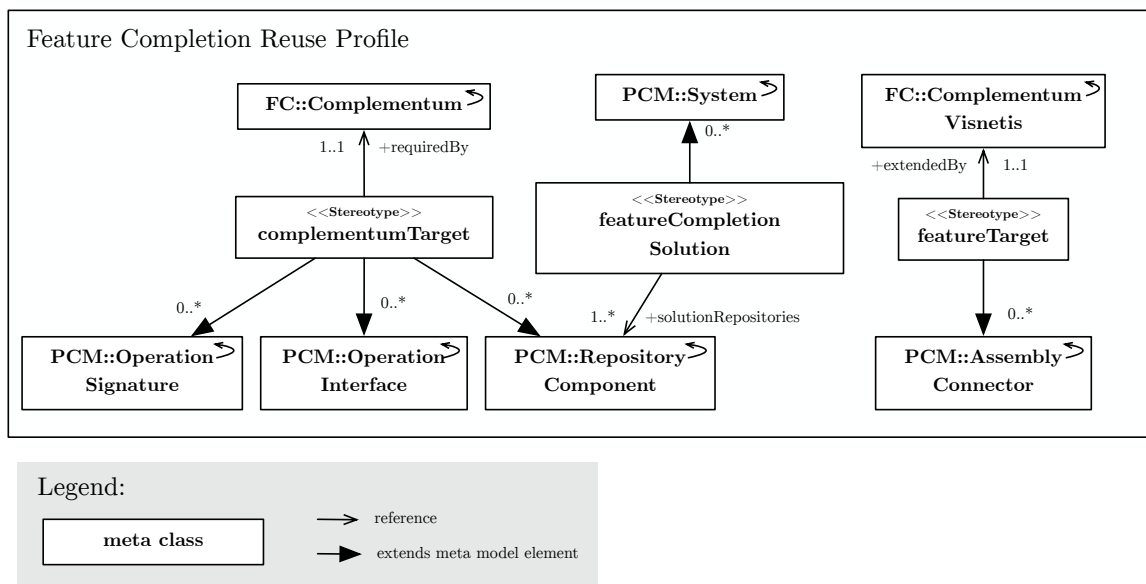 Feature Completion Reuse Profile
FC::Complementum
PCM::System
FC::Complementum
Visnetis
1..1
+requiredBy
0..*
+extendedBy
1..1
<<Stereotype>>
complementumTarget
<<Stereotype>>
featureCompletion
Solution
<<Stereotype>>
featureTarget
0..*
0..*
0..*
1..*
+solutionRepositories
0..*
PCM::Operation
Signature
PCM::Operation
Interface
PCM::Repository
Component
PCM::Assembly
Connector
Legend:
meta class
reference
extends meta model element